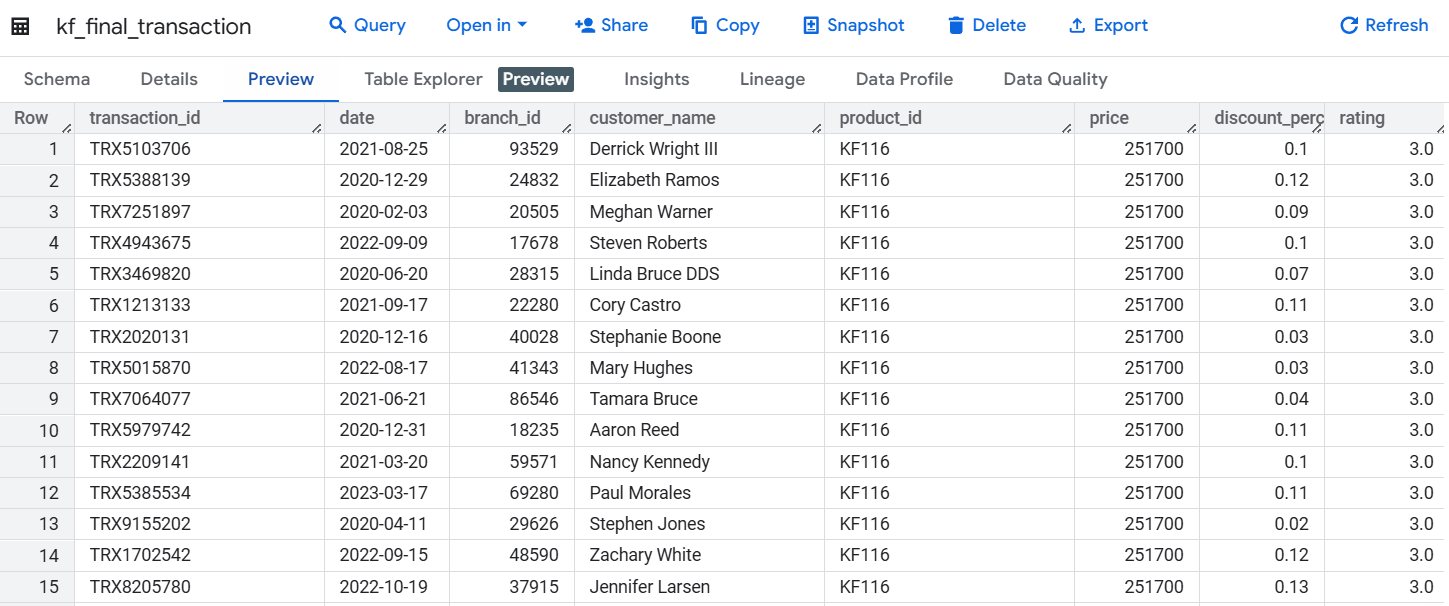 kf_final_transaction Query Open in Share Copy Snapshot Delete Export Refresh
Schema Details Preview Table Explorer Preview Insights Lineage Data Profile Data Quality
Row transaction_id date branch_id customer_name product_id price discount_perc rating
1 TRX5103706 2021-08-25 93529 Derrick Wright III KF116 251700 0.1 3.0
2 TRX5388139 2020-12-29 24832 Elizabeth Ramos KF116 251700 0.12 3.0
3 TRX7251897 2020-02-03 20505 Meghan Warner KF116 251700 0.09 3.0
4 TRX4943675 2022-09-09 17678 Steven Roberts KF116 251700 0.1 3.0
5 TRX3469820 2020-06-20 28315 Linda Bruce DDS KF116 251700 0.07 3.0
6 TRX1213133 2021-09-17 22280 Cory Castro KF116 251700 0.11 3.0
7 TRX2020131 2020-12-16 40028 Stephanie Boone KF116 251700 0.03 3.0
8 TRX5015870 2022-08-17 41343 Mary Hughes KF116 251700 0.03 3.0
9 TRX7064077 2021-06-21 86546 Tamara Bruce KF116 251700 0.04 3.0
10 TRX5979742 2020-12-31 18235 Aaron Reed KF116 251700 0.11 3.0
11 TRX2209141 2021-03-20 59571 Nancy Kennedy KF116 251700 0.1 3.0
12 TRX5385534 2023-03-17 69280 Paul Morales KF116 251700 0.11 3.0
13 TRX9155202 2020-04-11 29626 Stephen Jones KF116 251700 0.02 3.0
14 TRX1702542 2022-09-15 48590 Zachary White KF116 251700 0.12 3.0
15 TRX8205780 2022-10-19 37915 Jennifer Larsen KF116 251700 0.13 3.0